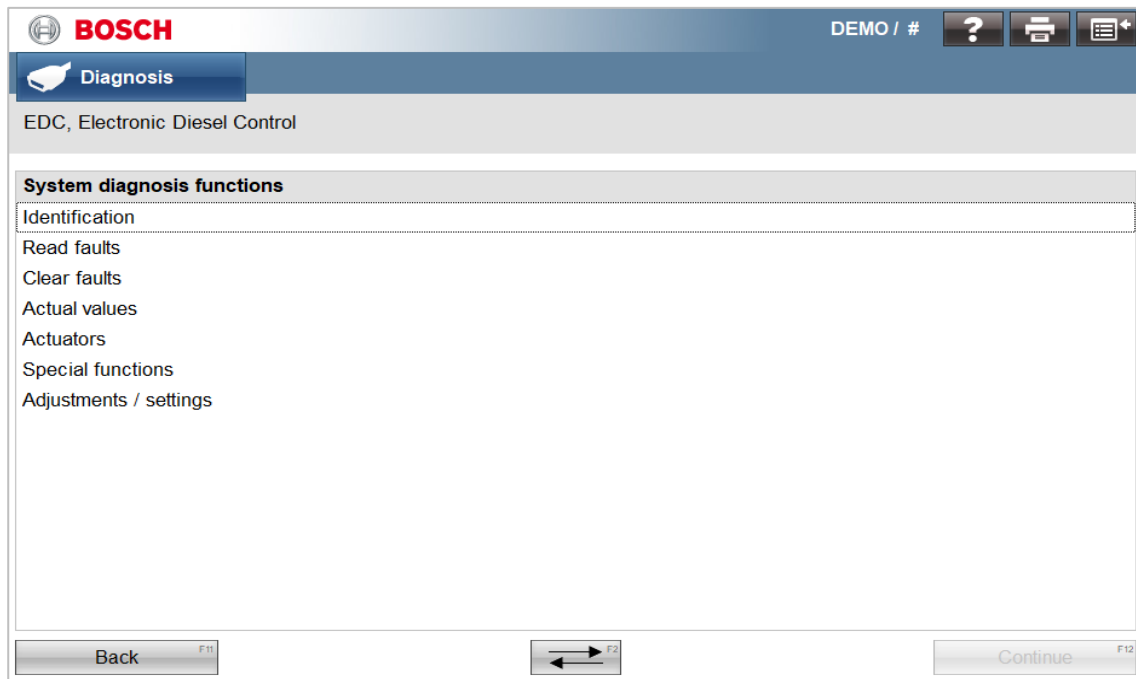 BOSCH
DEMO / #
?
Diagnosis
EDC, Electronic Diesel Control
System diagnosis functions
Identification
Read faults
Clear faults
Actual values
Actuators
Special functions
Adjustments / settings
Back F11
F2
Continue F12